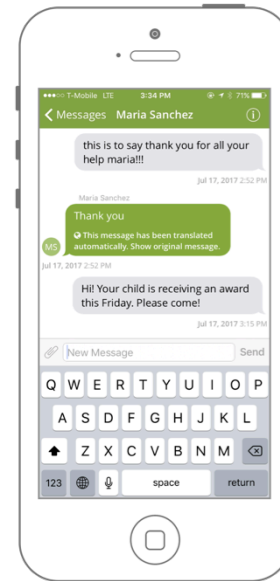 T-Mobile LTE 3:34 PM 71%
Messages Maria Sanchez
this is to say thank you for all your
help maria!!!
Jul 17, 2017 2:52 PM
Maria Sanchez
Thank you
This message has been translated
automatically. Show original message.
MS
Jul 17, 2017 2:52 PM
Hi! Your child is receiving an award
this Friday. Please come!
Jul 17, 2017 3:15 PM
New Message Send
Q W E R T Y U I O P
A S D F G H J K L
Z X C V B N M
123 space return